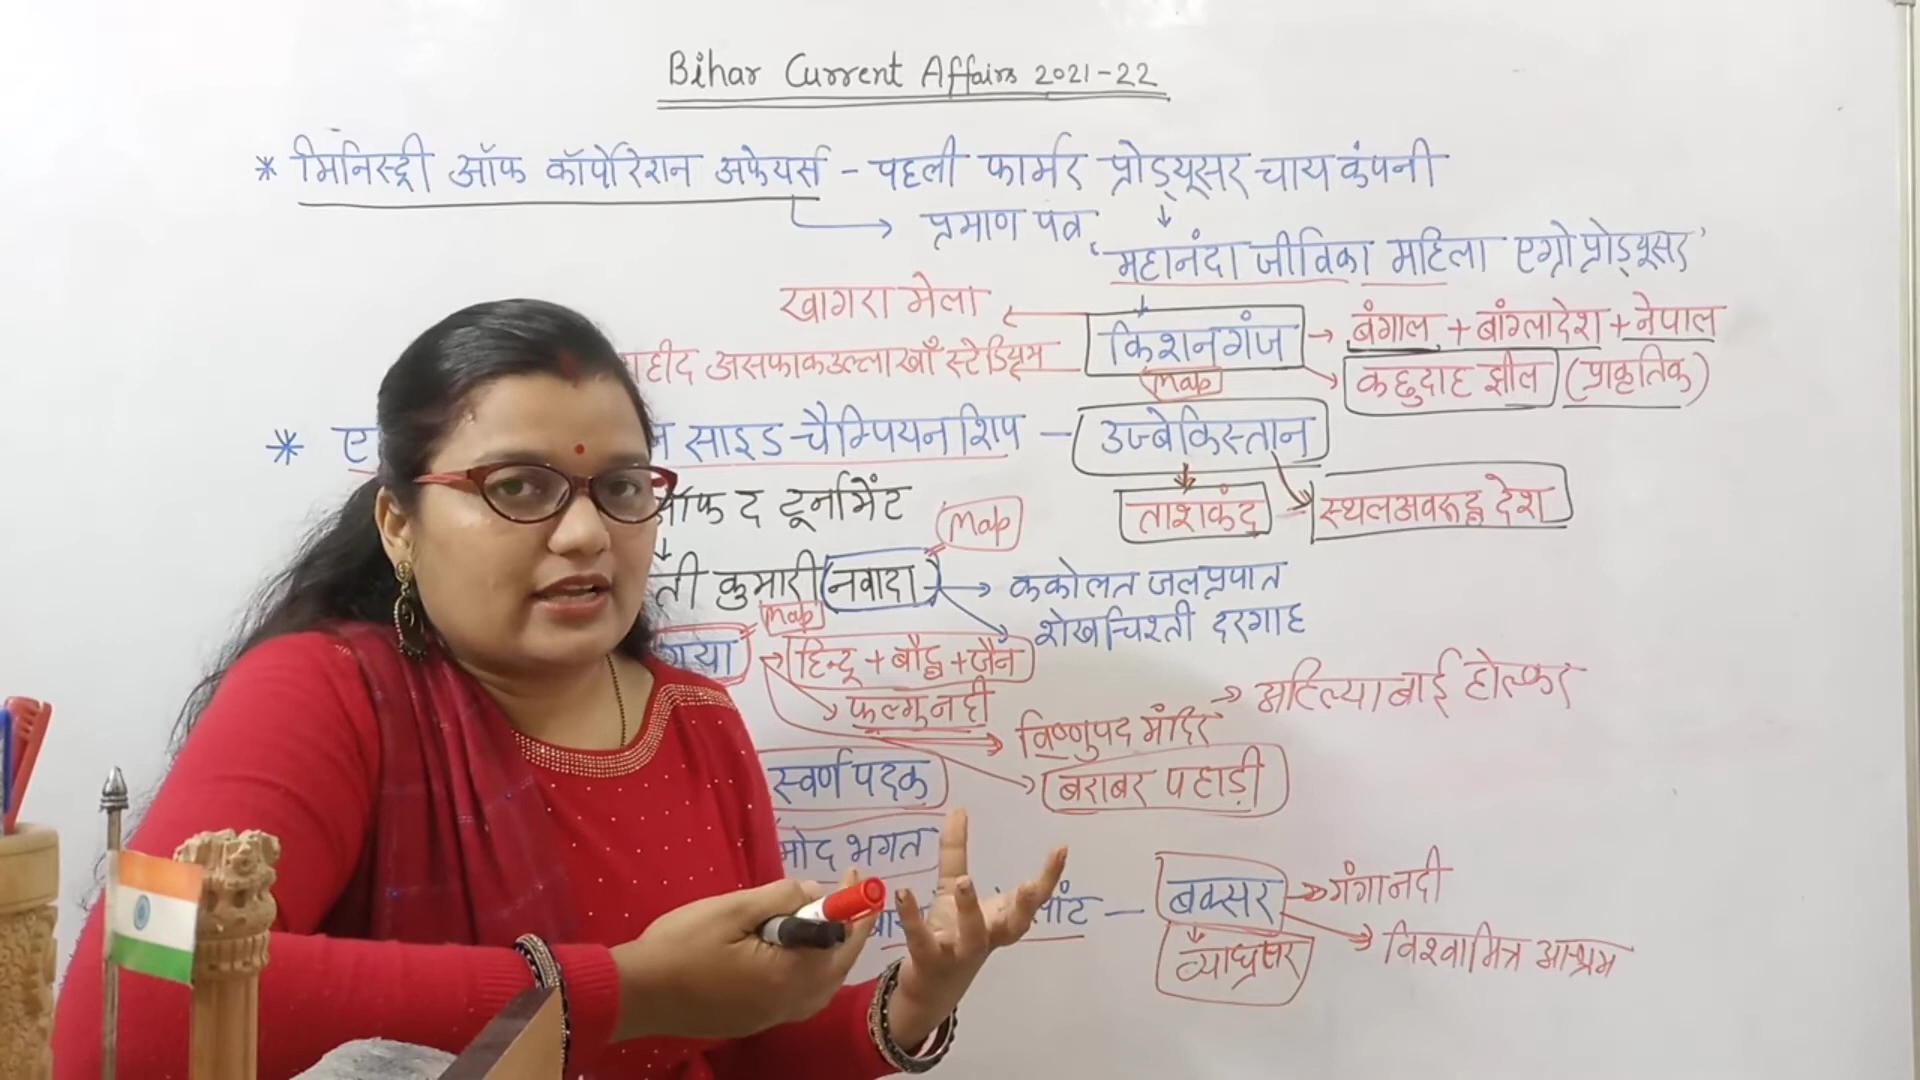 Bihar Current Affairs 2021-22
* मिनिस्ट्री ऑफ कॉर्पोरेशन अफेयर्स - पहली फार्मर प्रोड्यूसर चाय कंपनी
→ प्रमाण पत्र
'महानंदा जीविका महिला एग्रो प्रोड्यूसर'
खागरा मेला
किशनगंज → बंगाल + बांग्लादेश + नेपाल
हीद असफाकउल्लाखाँ स्टेडियम
Map
कछुदाह झील (प्राकृतिक)
* ए साइड चैम्पियनशिप - उज्बेकिस्तान
ऑफ द टूर्नामेंट
Map
ताशकंद → स्थलअवरूद्ध देश
ती कुमारी (नवादा) → ककोलत जलप्रपात
शेखचिश्ती दरगाह
Map
गया → हिन्दू + बौद्ध + जैन
फल्गु नदी
विष्णुपद मंदिर → अहिल्याबाई होल्कर
स्वर्ण पदक
बराबर पहाड़ी
मोद भगत
लांट - बक्सर → गंगा नदी
व्याघ्रसर
विश्वामित्र आश्रम